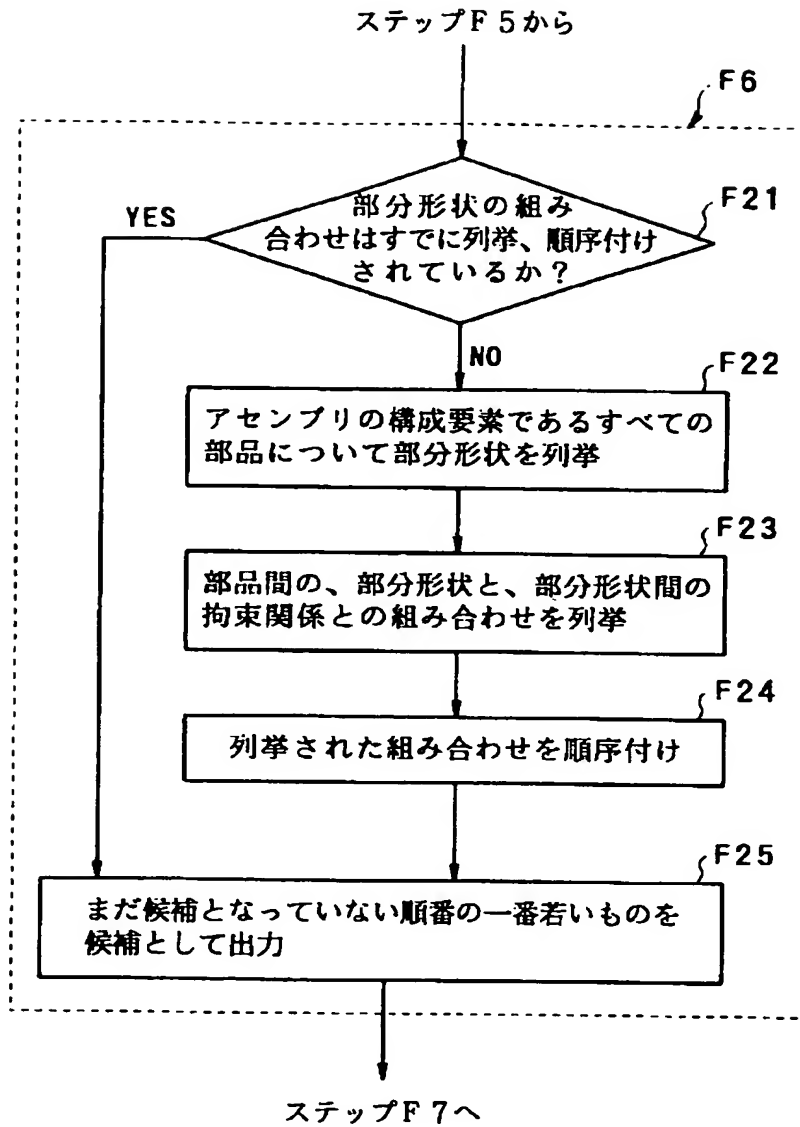 ステップF5から
F6
部分形状の組み
合わせはすでに列挙、順序付け
されているか?
F21
YES
NO
F22
アセンブリの構成要素であるすべての
部品について部分形状を列挙
F23
部品間の、部分形状と、部分形状間の
拘束関係との組み合わせを列挙
F24
列挙された組み合わせを順序付け
F25
まだ候補となっていない順番の一番若いものを
候補として出力
ステップF7へ